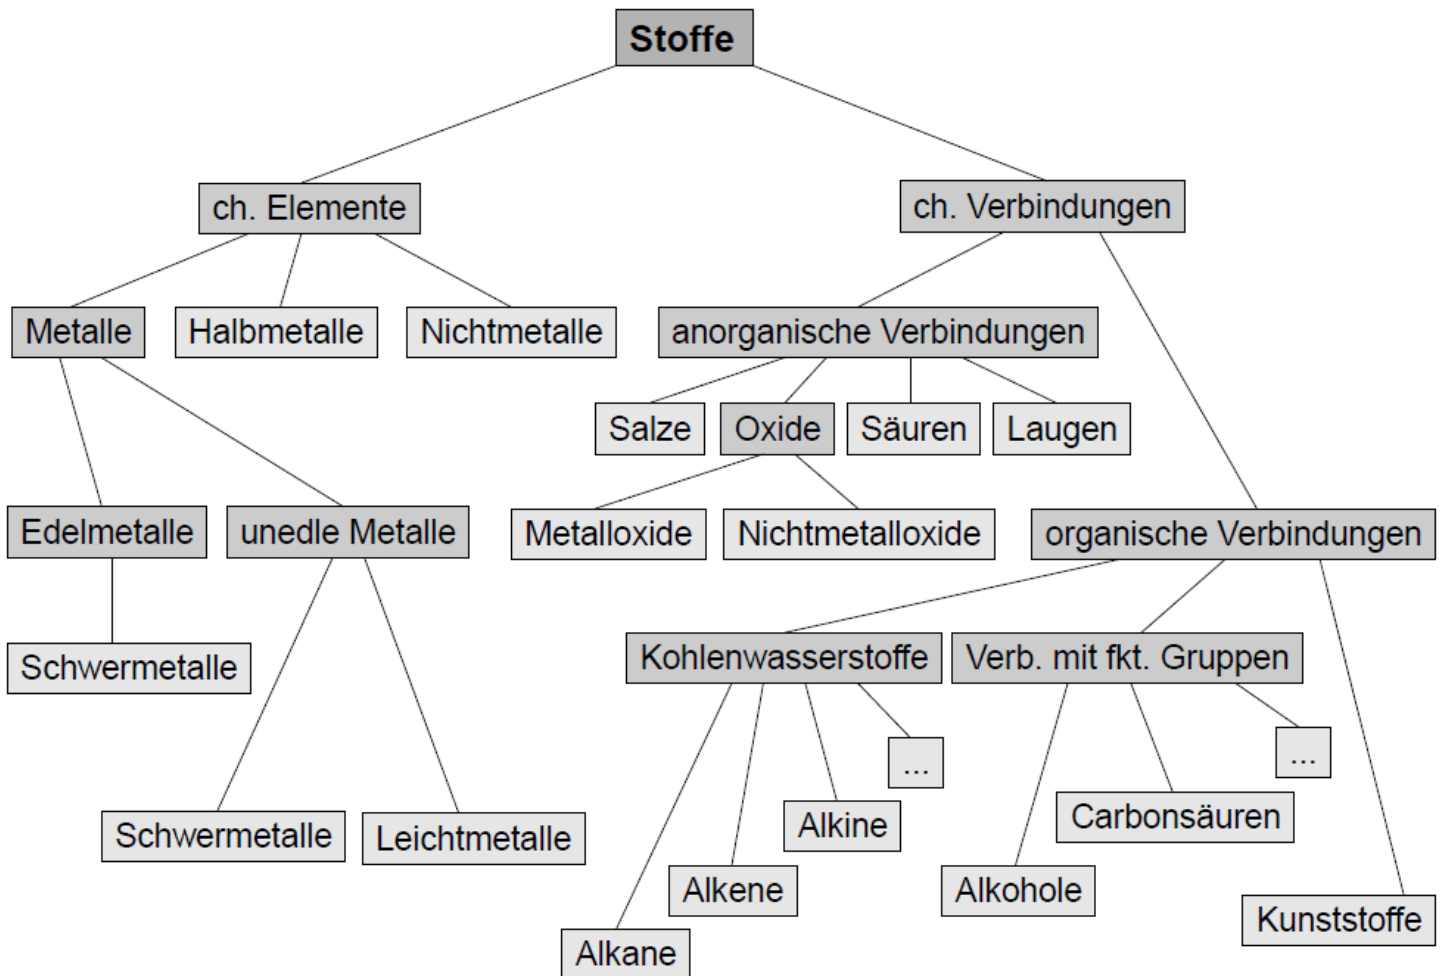 Stoffe
ch. Elemente
ch. Verbindungen
Metalle
Halbmetalle
Nichtmetalle
anorganische Verbindungen
Salze
Oxide
Säuren
Laugen
Edelmetalle
unedle Metalle
Metalloxide
Nichtmetalloxide
organische Verbindungen
Schwermetalle
Kohlenwasserstoffe
Verb. mit fkt. Gruppen
...
...
Schwermetalle
Leichtmetalle
Alkine
Carbonsäuren
Alkene
Alkohole
Kunststoffe
Alkane